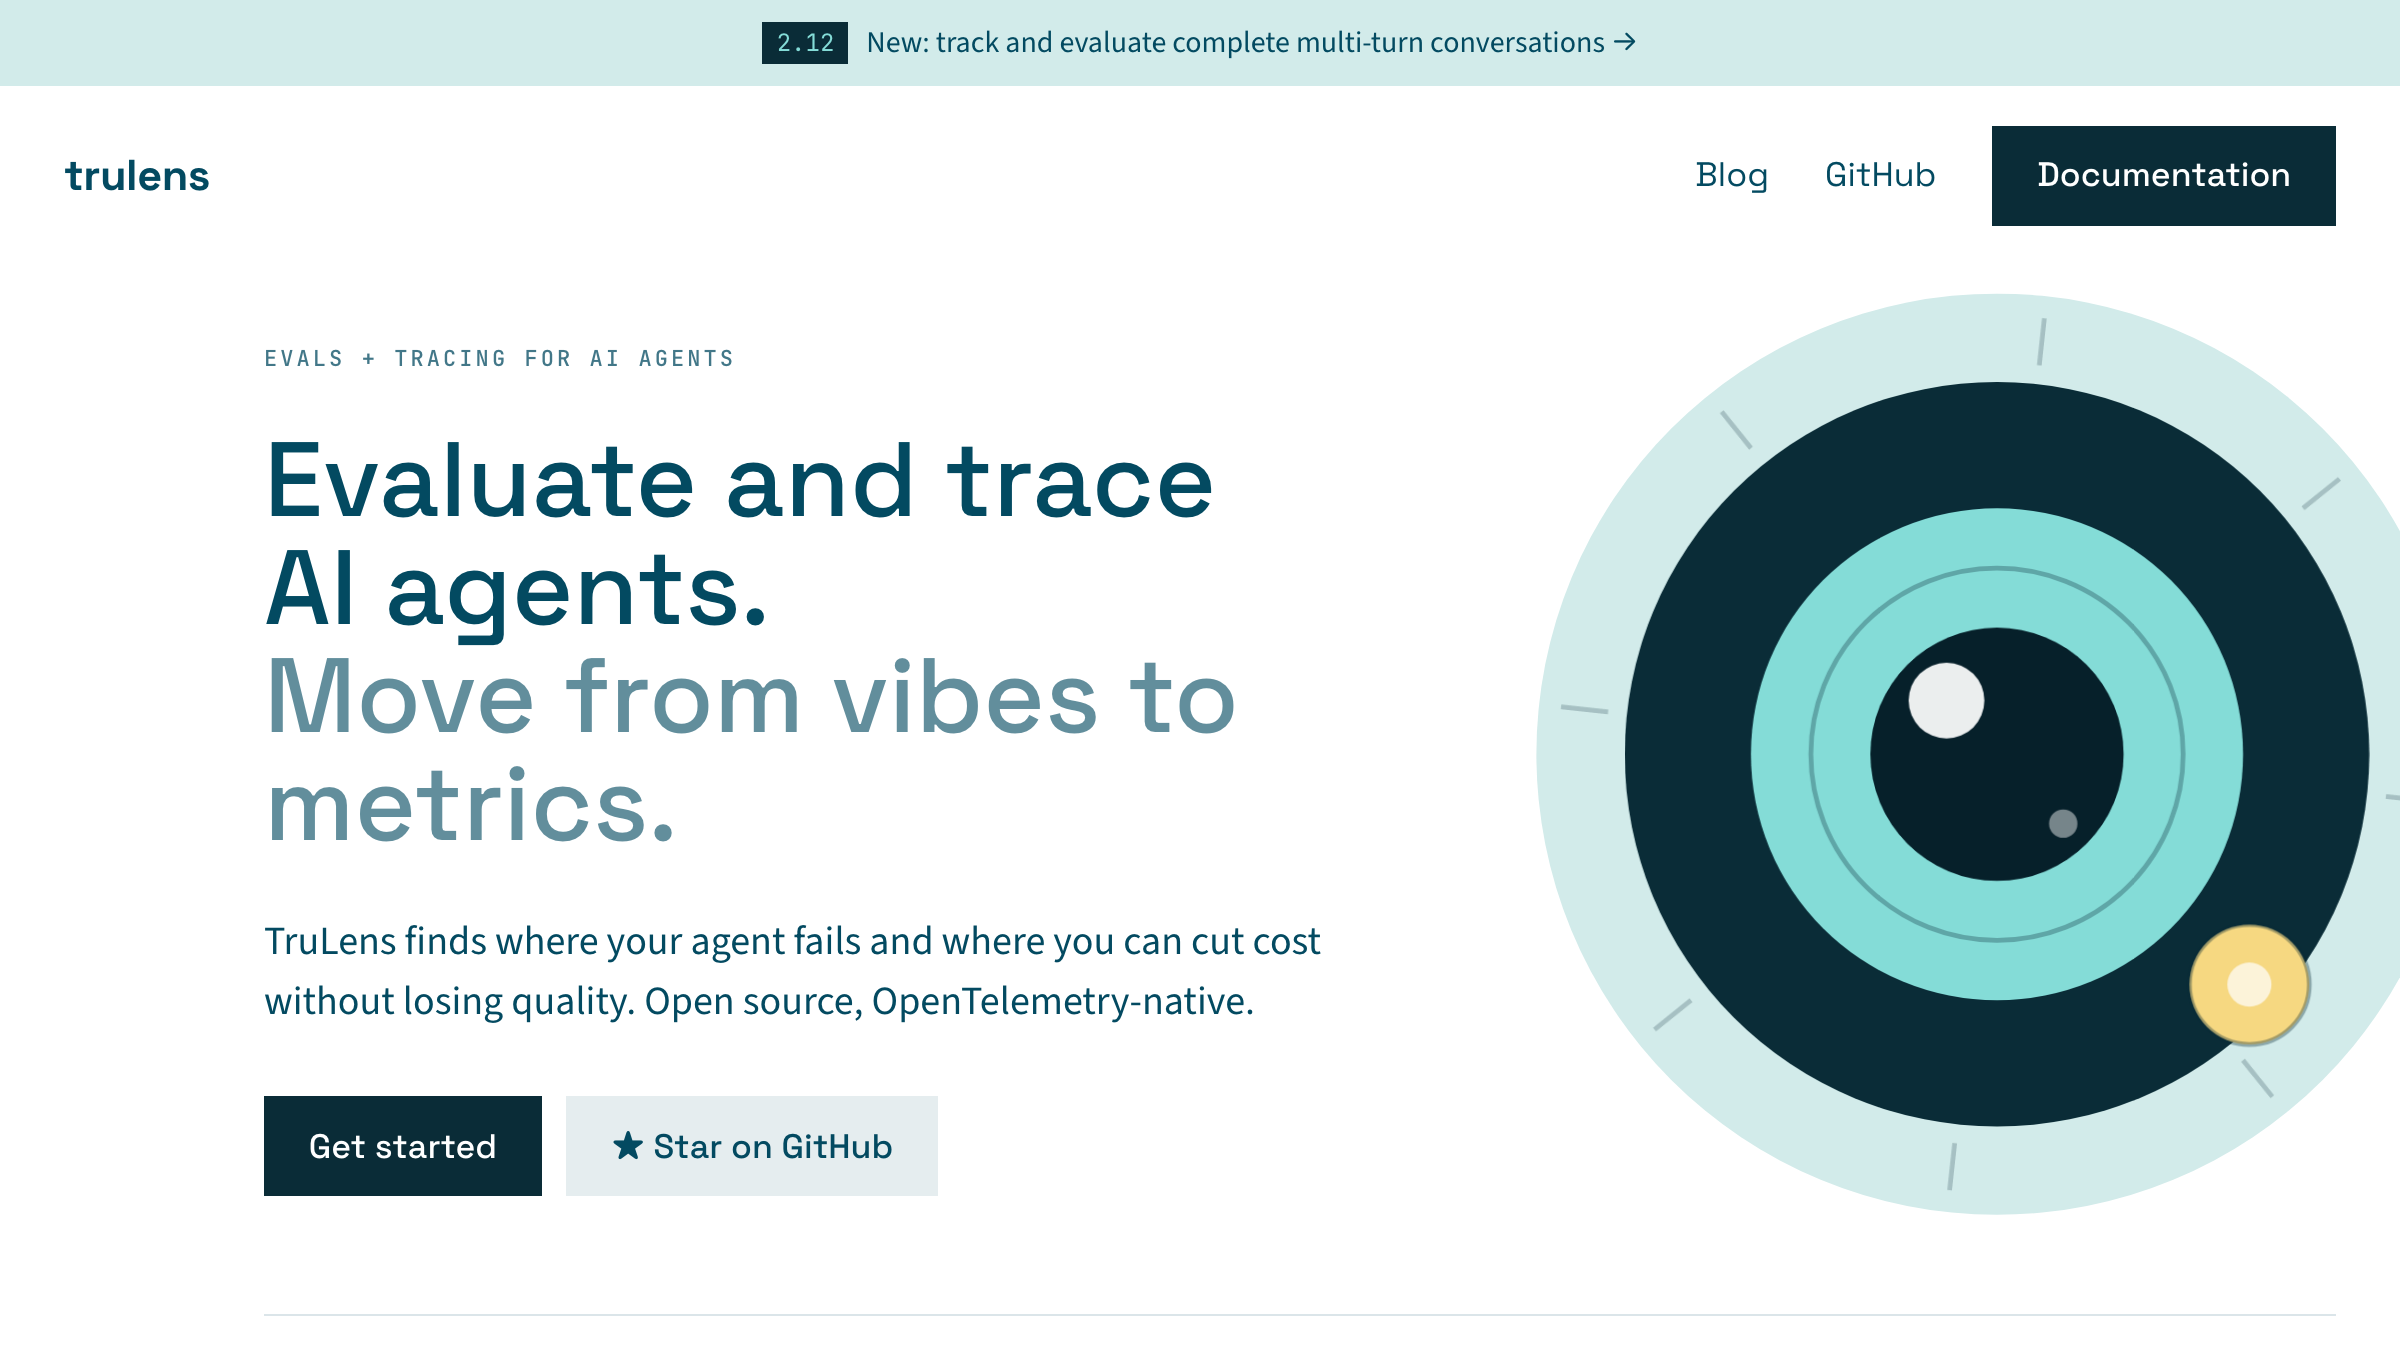 2.12 New: track and evaluate complete multi-turn conversations →
trulens
Blog GitHub Documentation
EVALS + TRACING FOR AI AGENTS
Evaluate and trace
AI agents.
Move from vibes to
metrics.
TruLens finds where your agent fails and where you can cut cost
without losing quality. Open source, OpenTelemetry-native.
Get started ★ Star on GitHub